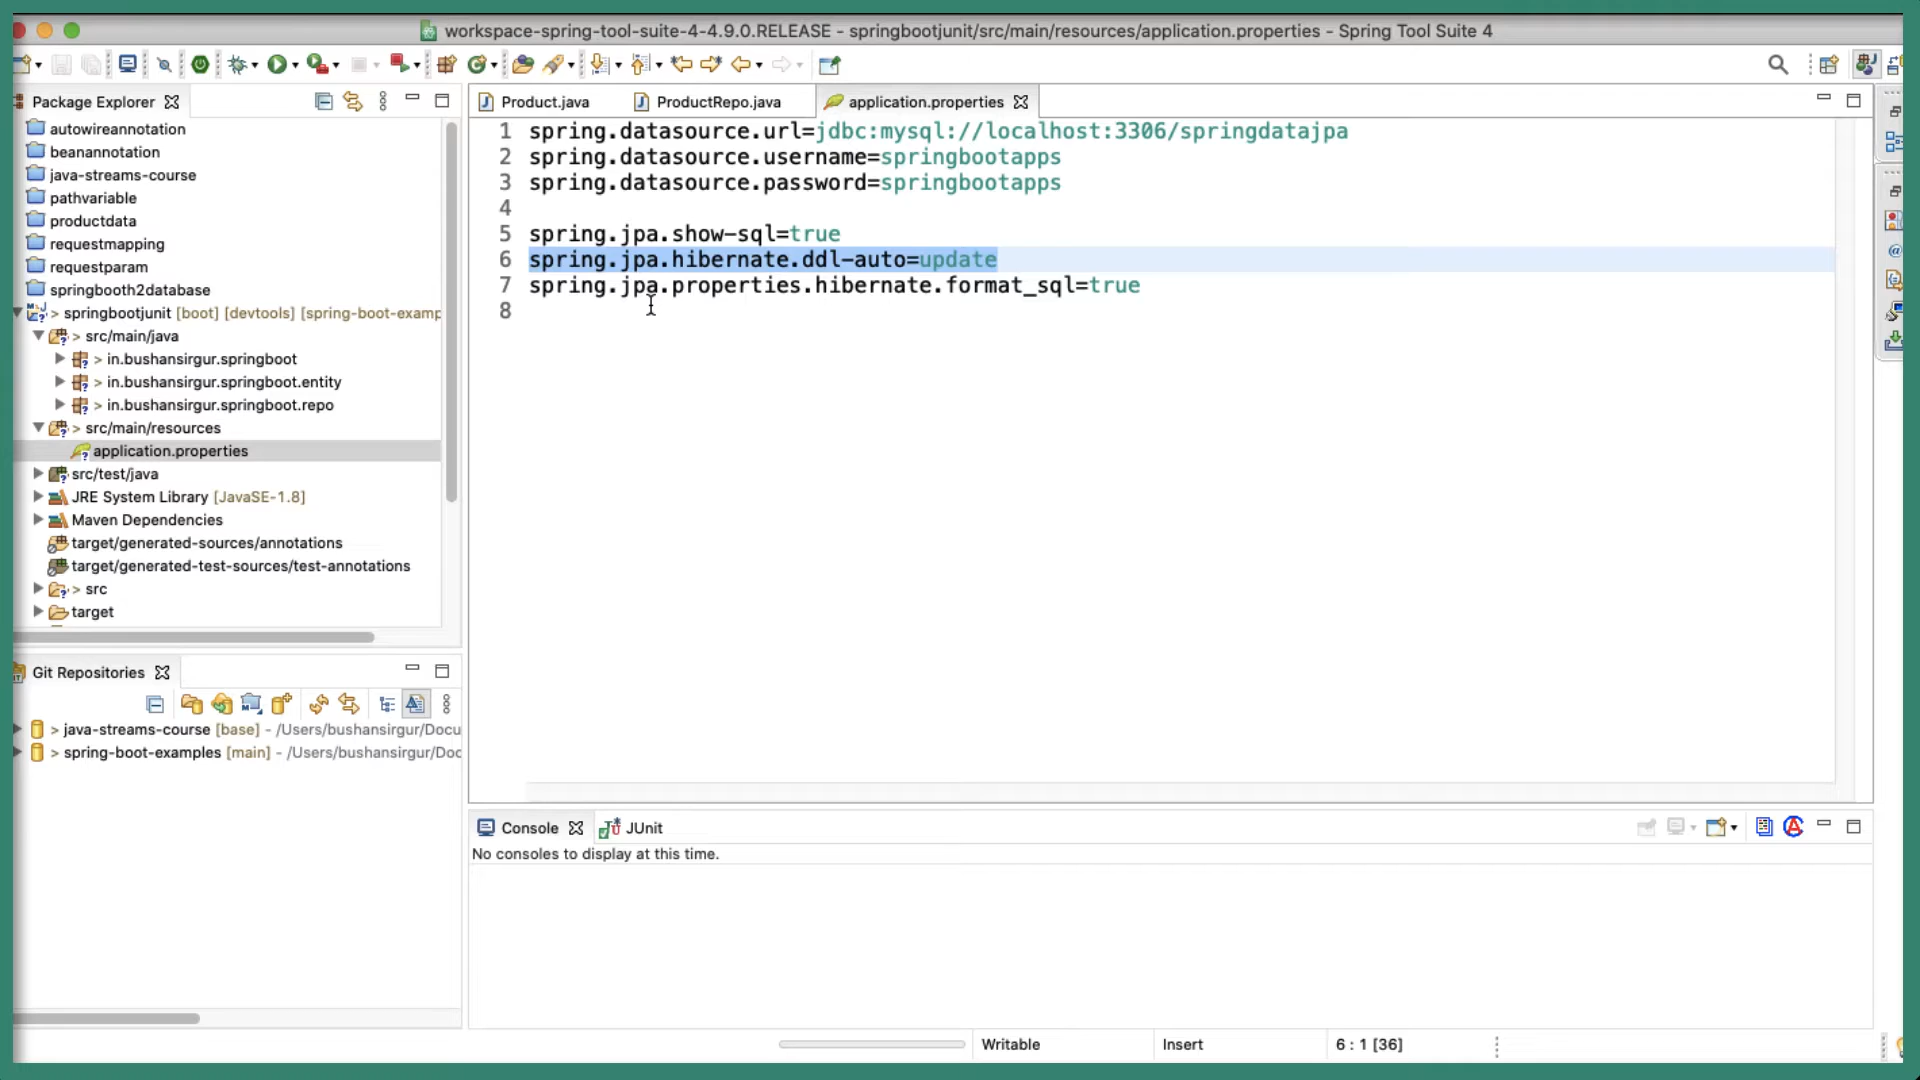 workspace-spring-tool-suite-4-4.9.0.RELEASE - springbootjunit/src/main/resources/application.properties - Spring Tool Suite 4
Package Explorer
autowireannotation
beanannotation
java-streams-course
pathvariable
productdata
requestmapping
requestparam
springbooth2database
> springbootjunit [boot] [devtools] [spring-boot-examp
> src/main/java
> in.bushansirgur.springboot
> in.bushansirgur.springboot.entity
> in.bushansirgur.springboot.repo
> src/main/resources
application.properties
src/test/java
JRE System Library [JavaSE-1.8]
Maven Dependencies
target/generated-sources/annotations
target/generated-test-sources/test-annotations
> src
target
Git Repositories
> java-streams-course [base] - /Users/bushansirgur/Docu
> spring-boot-examples [main] - /Users/bushansirgur/Doc
Product.java
ProductRepo.java
application.properties
1 spring.datasource.url=jdbc:mysql://localhost:3306/springdatajpa
2 spring.datasource.username=springbootapps
3 spring.datasource.password=springbootapps
4
5 spring.jpa.show-sql=true
6 spring.jpa.hibernate.ddl-auto=update
7 spring.jpa.properties.hibernate.format_sql=true
8
Console
JUnit
No consoles to display at this time.
Writable
Insert
6 : 1 [36]